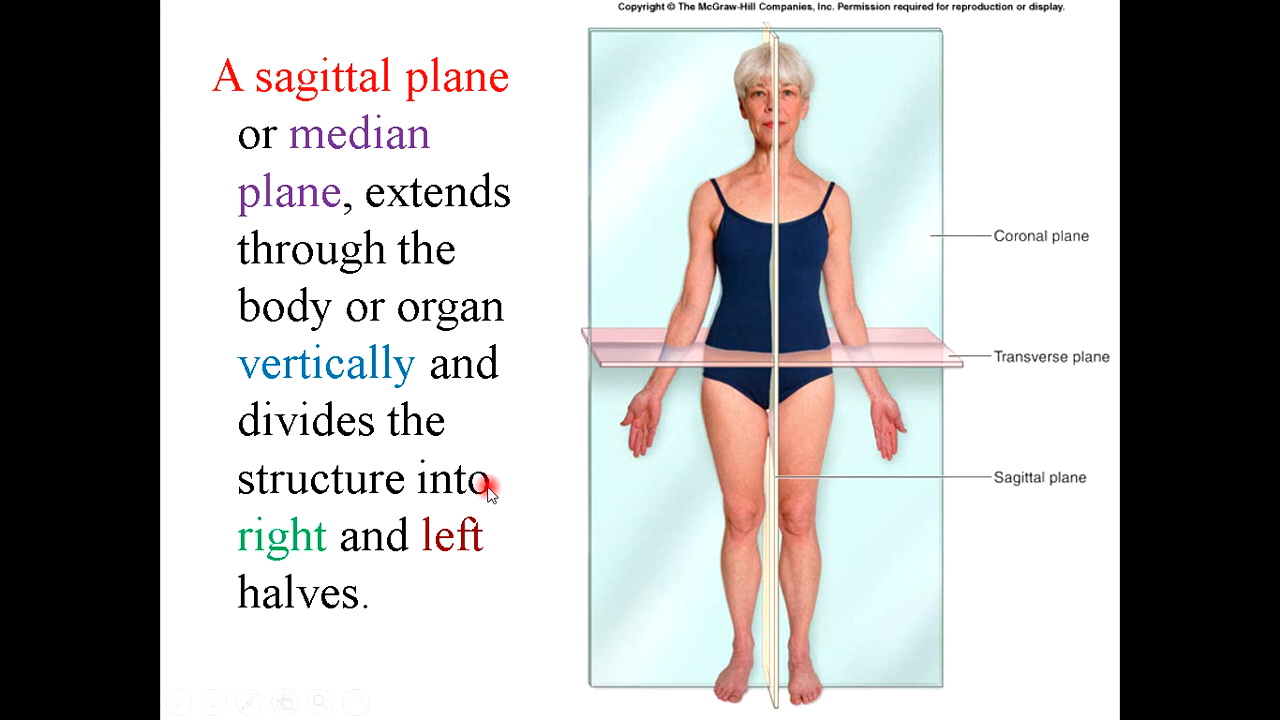 Copyright © The McGraw-Hill Companies, Inc. Permission required for reproduction or display.
A sagittal plane
or median
plane, extends
through the
body or organ
vertically and
divides the
structure into
right and left
halves.
Coronal plane
Transverse plane
Sagittal plane